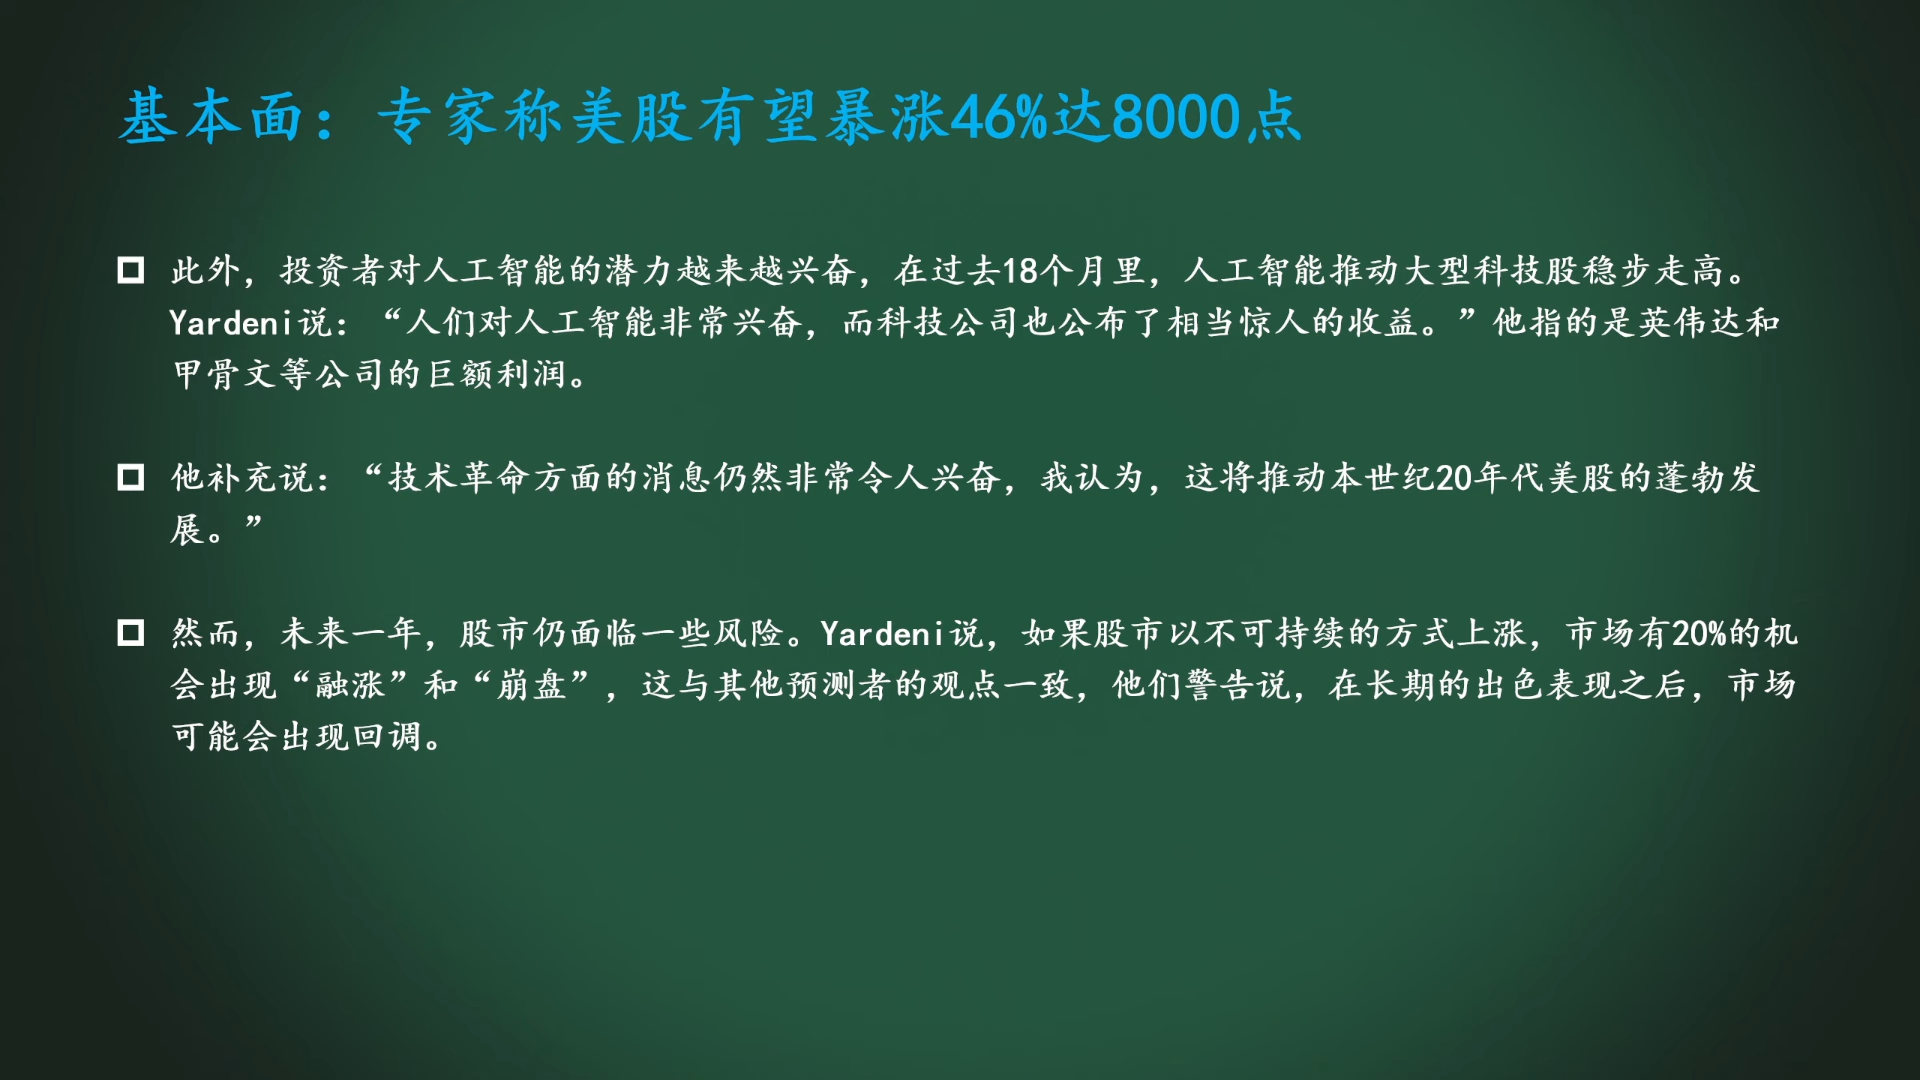 基本面：专家称美股有望暴涨46%达8000点
此外，投资者对人工智能的潜力越来越兴奋，在过去18个月里，人工智能推动大型科技股稳步走高。
Yardeni说：“人们对人工智能非常兴奋，而科技公司也公布了相当惊人的收益。”他指的是英伟达和
甲骨文等公司的巨额利润。
他补充说：“技术革命方面的消息仍然非常令人兴奋，我认为，这将推动本世纪20年代美股的蓬勃发
展。”
然而，未来一年，股市仍面临一些风险。Yardeni说，如果股市以不可持续的方式上涨，市场有20%的机
会出现“融涨”和“崩盘”，这与其他预测者的观点一致，他们警告说，在长期的出色表现之后，市场
可能会出现回调。